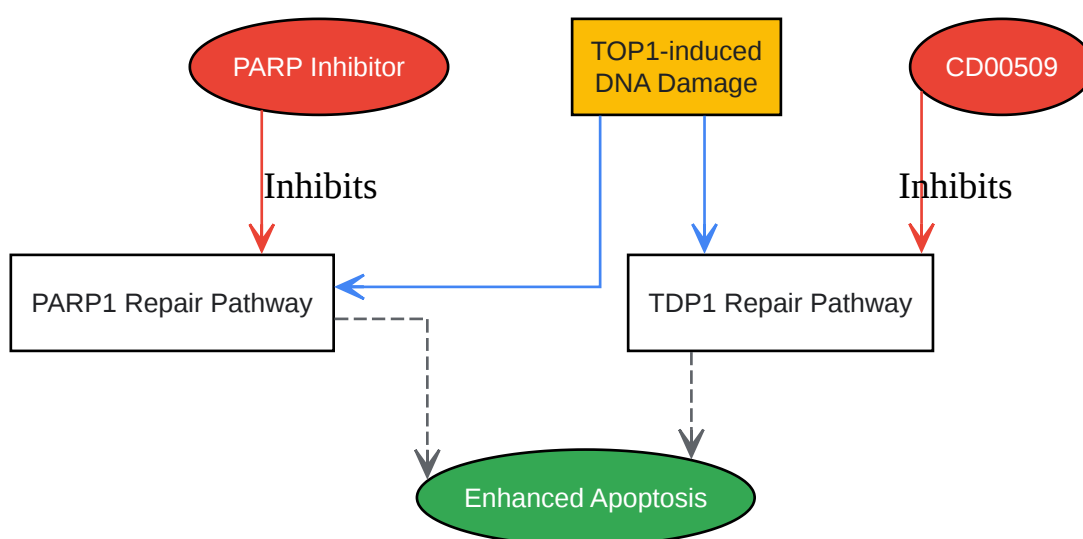 PARP Inhibitor
TOP1-induced
DNA Damage
CD00509
Inhibits
Inhibits
PARP1 Repair Pathway
TDP1 Repair Pathway
Enhanced Apoptosis